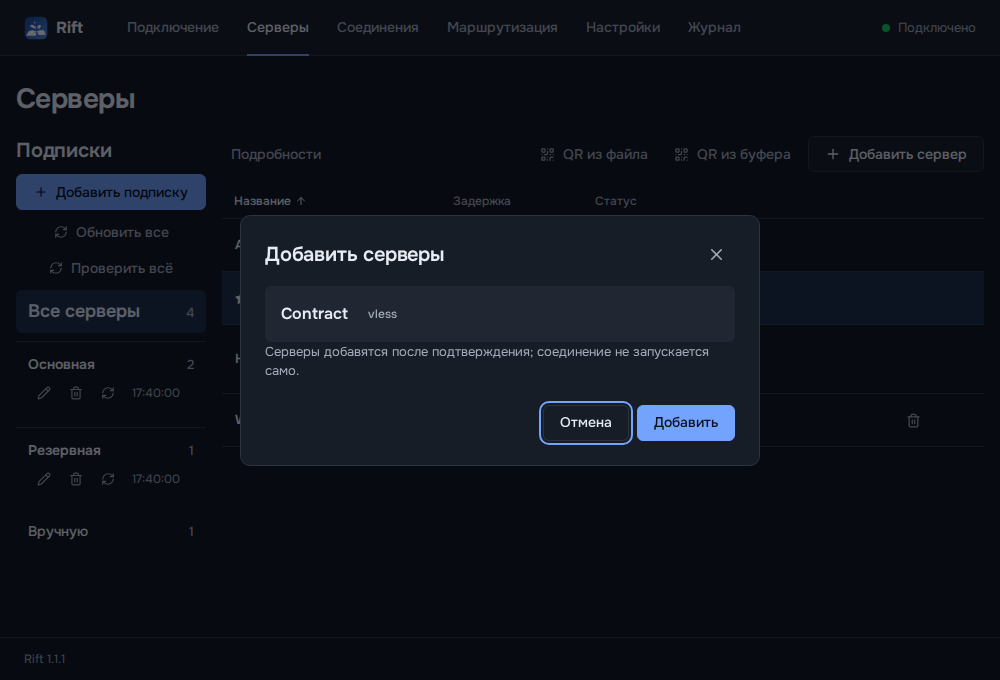 Rift
Подключение
Серверы
Соединения
Маршрутизация
Настройки
Журнал
Подключено
Серверы
Подписки
Добавить подписку
Обновить все
Проверить всё
Все серверы 4
Основная 2
17:40:00
Резервная 1
17:40:00
Вручную 1
Подробности
QR из файла
QR из буфера
Добавить сервер
Название ↑
Задержка
Статус
Добавить серверы
Contract vless
Серверы добавятся после подтверждения; соединение не запускается
само.
Отмена
Добавить
Rift 1.1.1